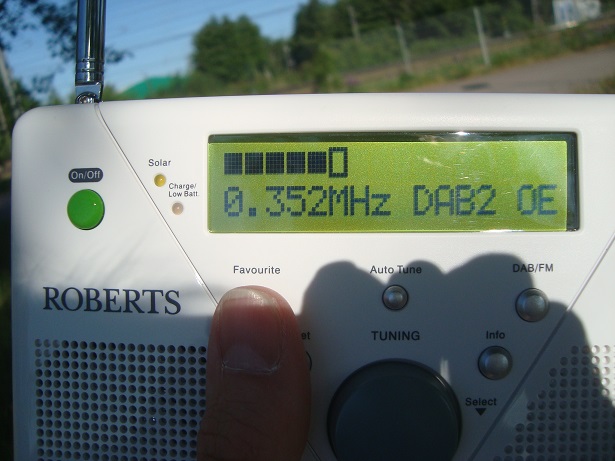 On/Off
Solar
Charge/
Low Batt.
0.352MHz DAB2 OE
Favourite
Auto Tune
DAB/FM
ROBERTS
TUNING
Info
Select